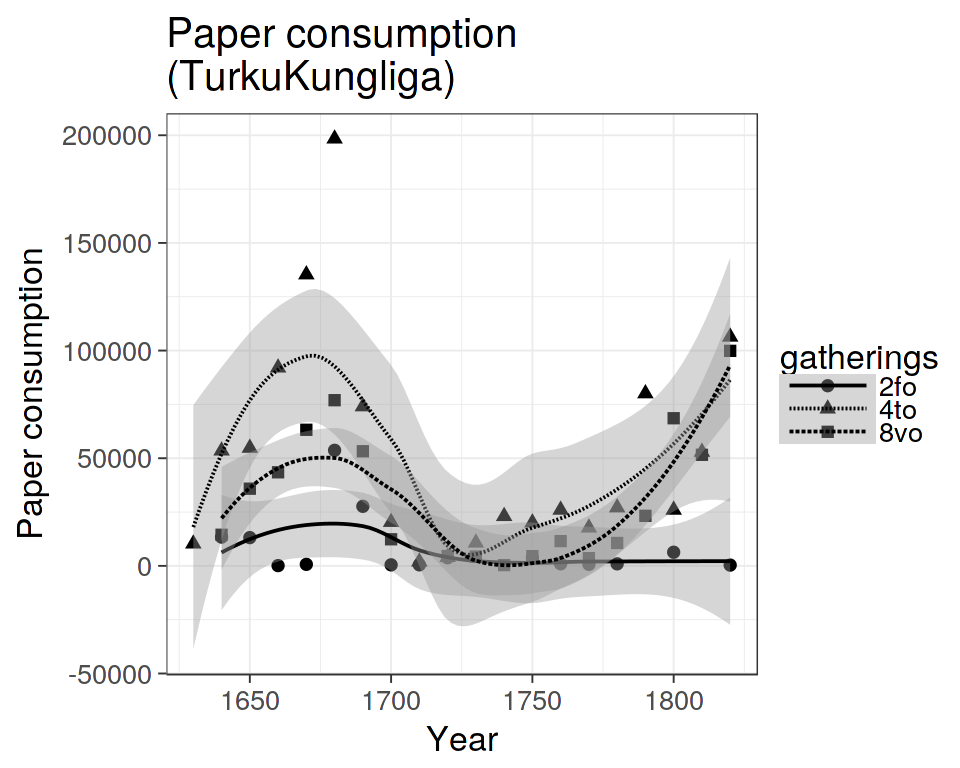 Paper consumption
(TurkuKungliga)
200000
150000
100000
50000
0
-50000
Paper consumption
1650
1700
1750
1800
Year
gatherings
2fo
4to
8vo